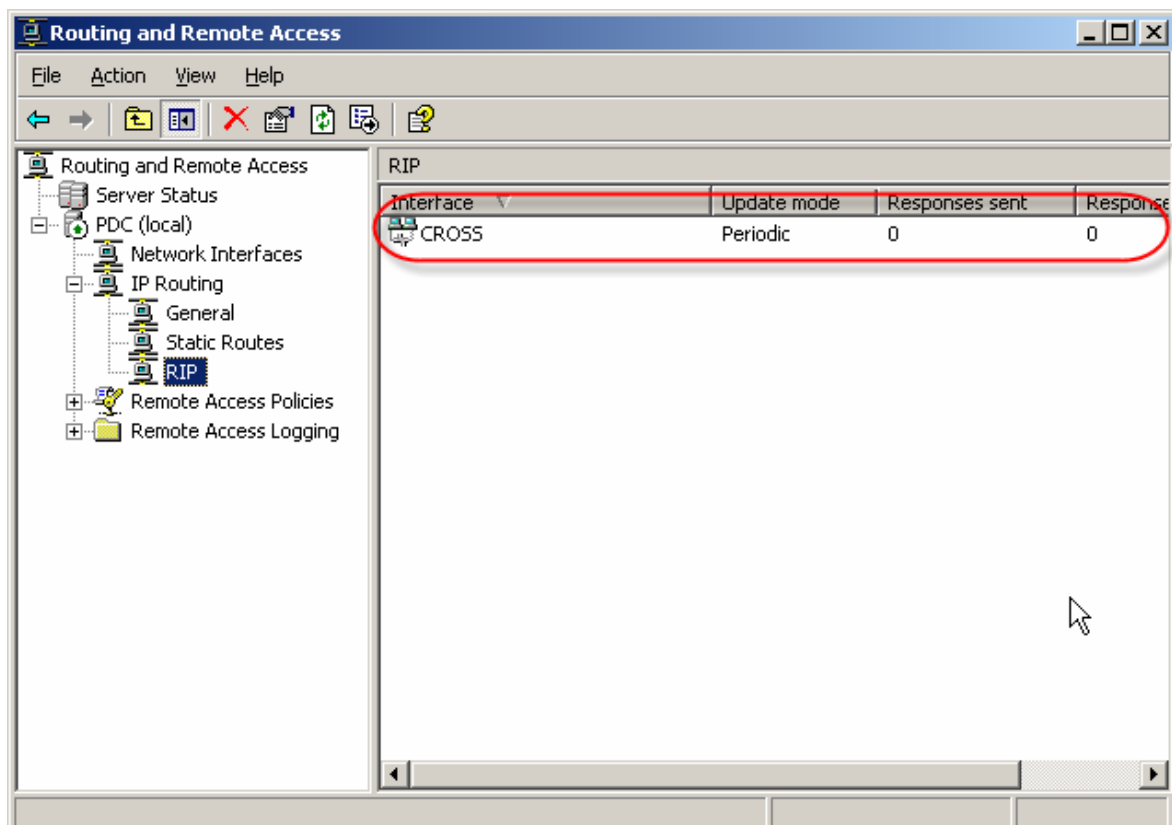 Routing and Remote Access
File Action View Help
Routing and Remote Access
Server Status
PDC (local)
Network Interfaces
IP Routing
General
Static Routes
RIP
Remote Access Policies
Remote Access Logging
RIP
Interface Update mode Responses sent Response
CROSS Periodic 0 0